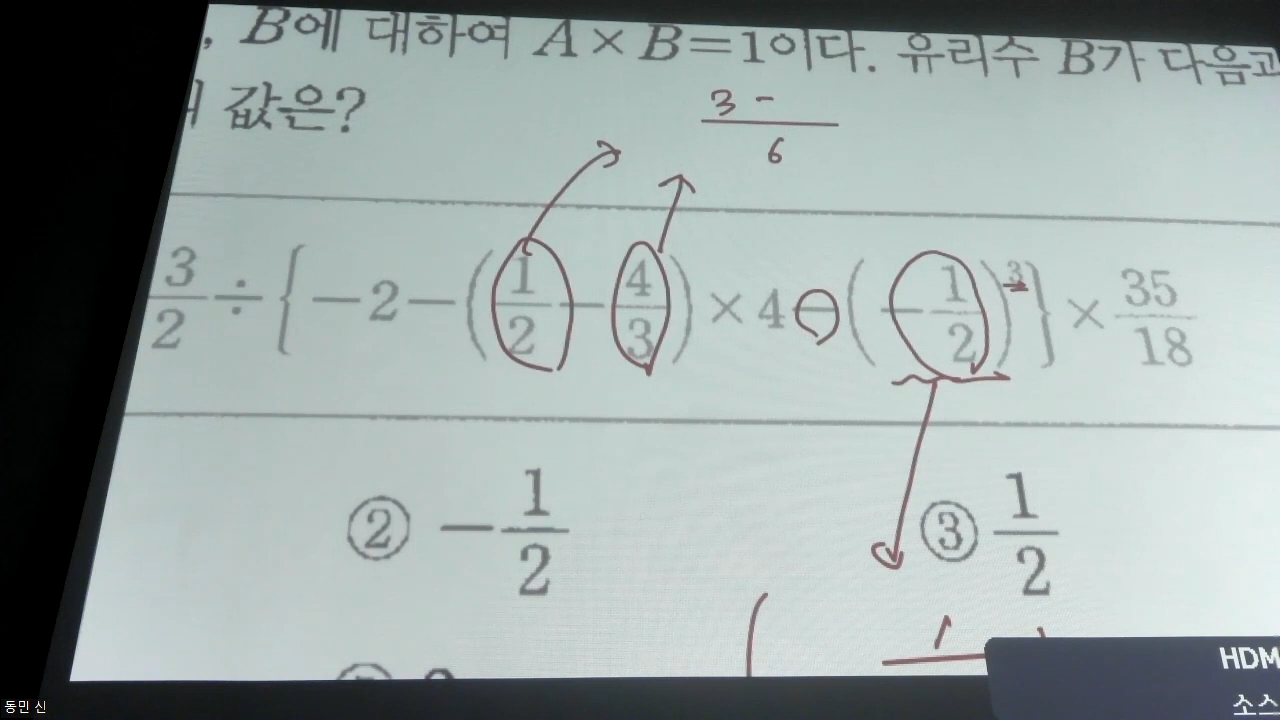 , B에 대하여 A×B=1이다. 유리수 B가 다음과
값은?
3 -
6
3/2 ÷ { -2 - ( 1/2 - 4/3 ) × 4 - ( - 1/2 )^3 } × 35/18
② - 1/2 ③ 1/2
1
HDM
소스
동민 신